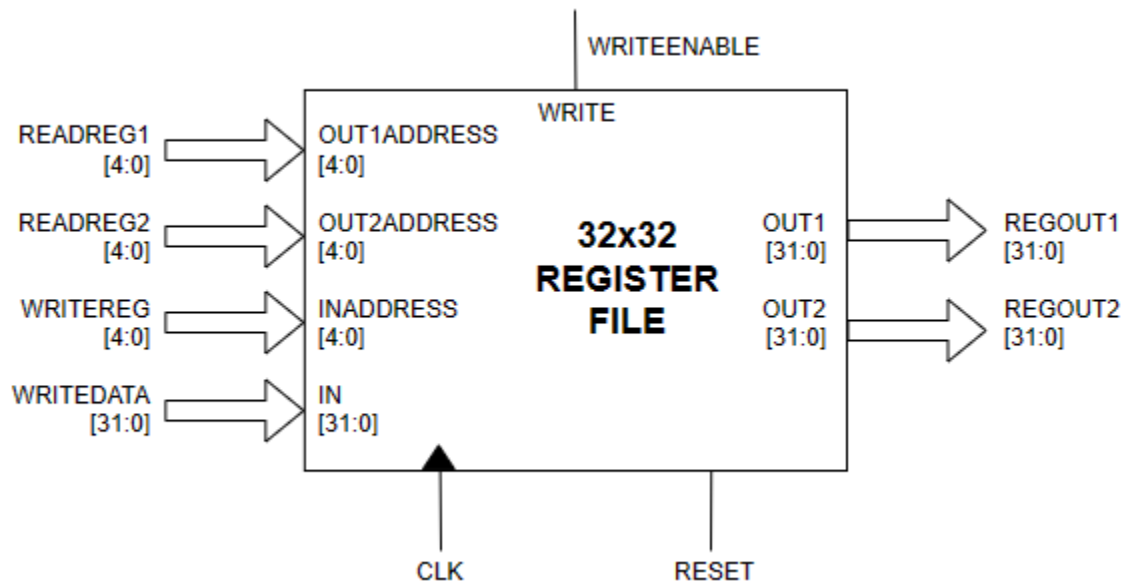 WRITEENABLE
WRITE
READREG1
[4:0]
OUT1ADDRESS
[4:0]
READREG2
[4:0]
OUT2ADDRESS
[4:0]
WRITEREG
[4:0]
INADDRESS
[4:0]
WRITEDATA
[31:0]
IN
[31:0]
32x32
REGISTER
FILE
OUT1
[31:0]
REGOUT1
[31:0]
OUT2
[31:0]
REGOUT2
[31:0]
CLK
RESET